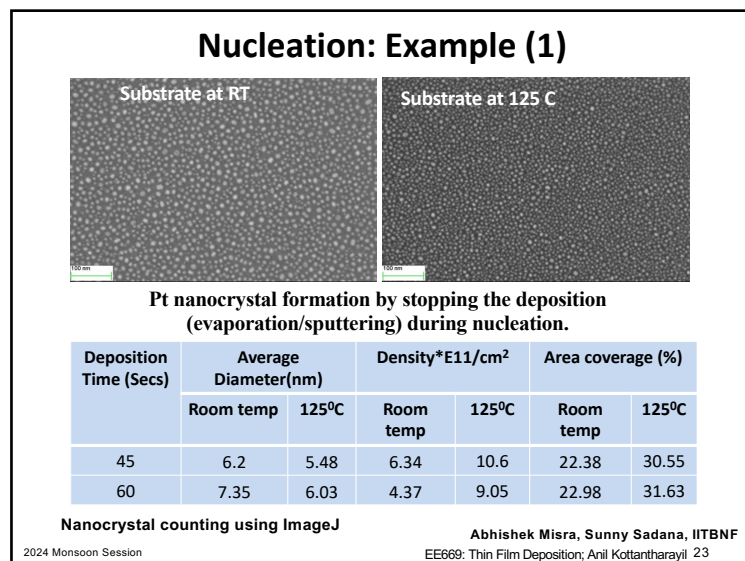 Nucleation: Example (1)
Substrate at RT
Substrate at 125 C
100 nm
100 nm
Pt nanocrystal formation by stopping the deposition
(evaporation/sputtering) during nucleation.
Deposition Time (Secs) Average Diameter(nm) Density*E11/cm² Area coverage (%)
Room temp 125⁰C Room temp 125⁰C Room temp 125⁰C
45 6.2 5.48 6.34 10.6 22.38 30.55
60 7.35 6.03 4.37 9.05 22.98 31.63
Nanocrystal counting using ImageJ
Abhishek Misra, Sunny Sadana, IITBNF
2024 Monsoon Session
EE669: Thin Film Deposition; Anil Kottantharayil 23